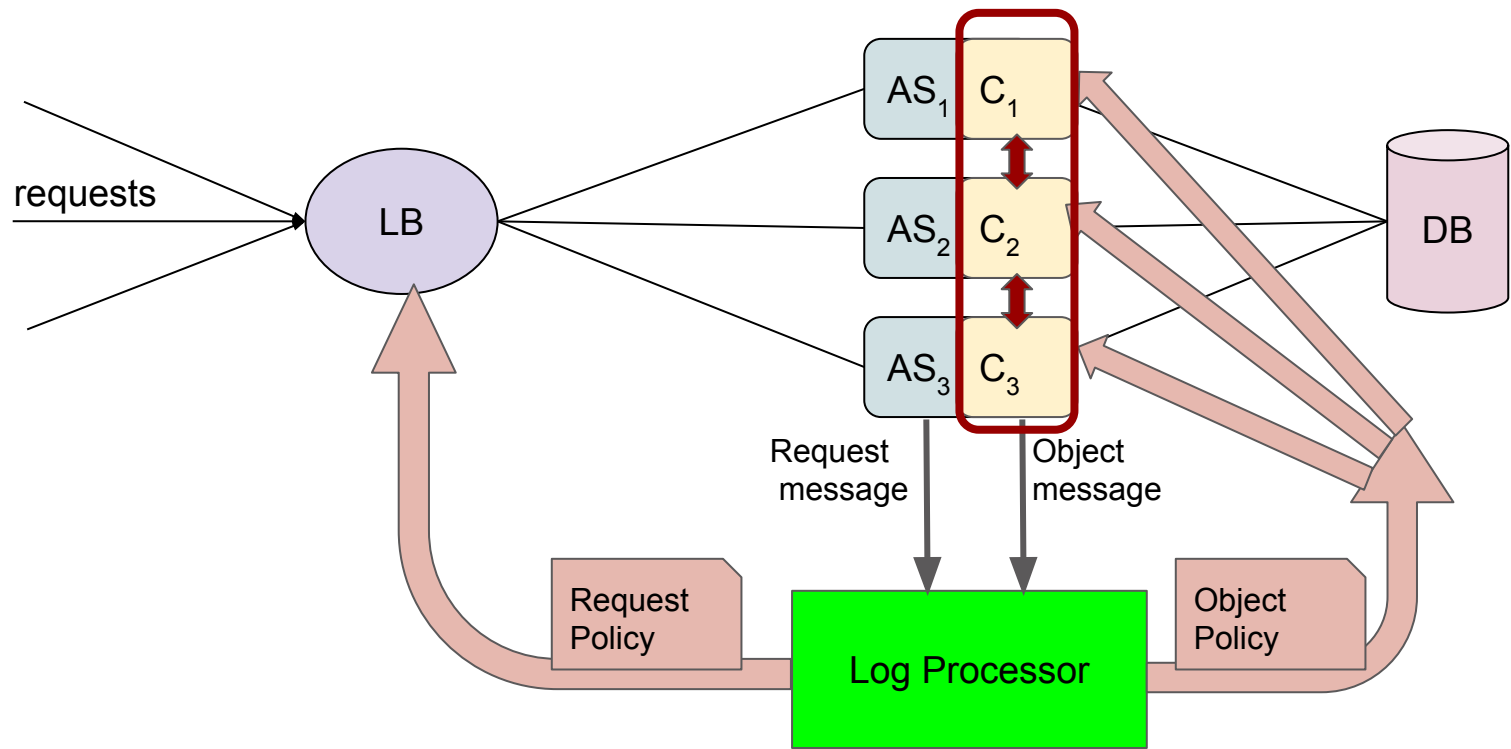 requests
LB
AS1 C1
AS2 C2
AS3 C3
DB
Request
message
Object
message
Request
Policy
Log Processor
Object
Policy